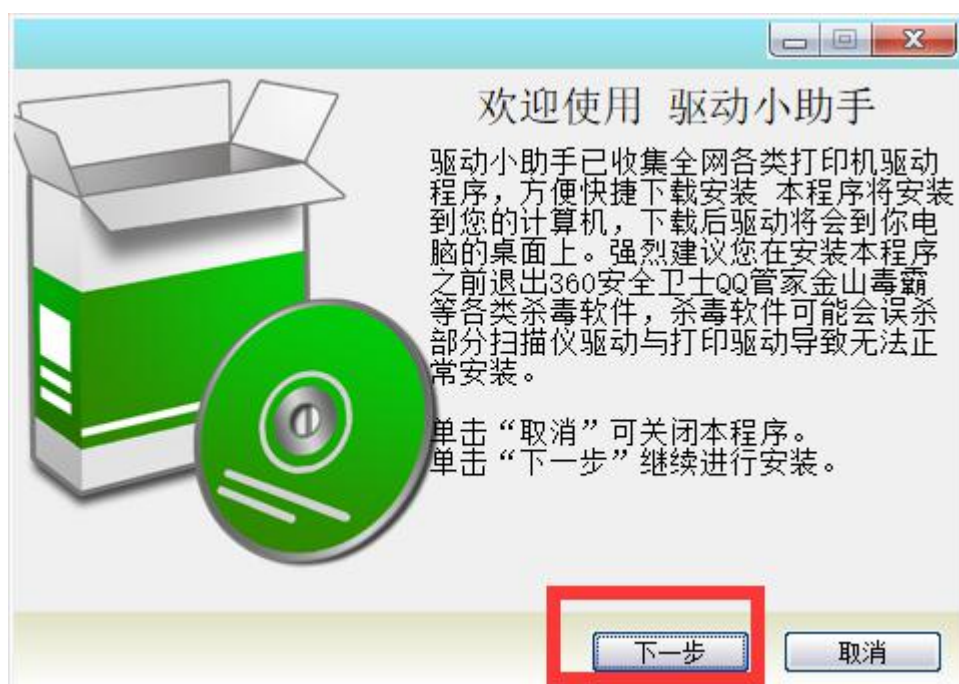 欢迎使用 驱动小助手
驱动小助手已收集全网各类打印机驱动
程序，方便快捷下载安装 本程序将安装
到您的计算机，下载后驱动将会到你电
脑的桌面上。强烈建议您在安装本程序
之前退出360安全卫士QQ管家金山毒霸
等各类杀毒软件，杀毒软件可能会误杀
部分扫描仪驱动与打印驱动导致无法正
常安装。
单击“取消”可关闭本程序。
单击“下一步”继续进行安装。
下一步
取消